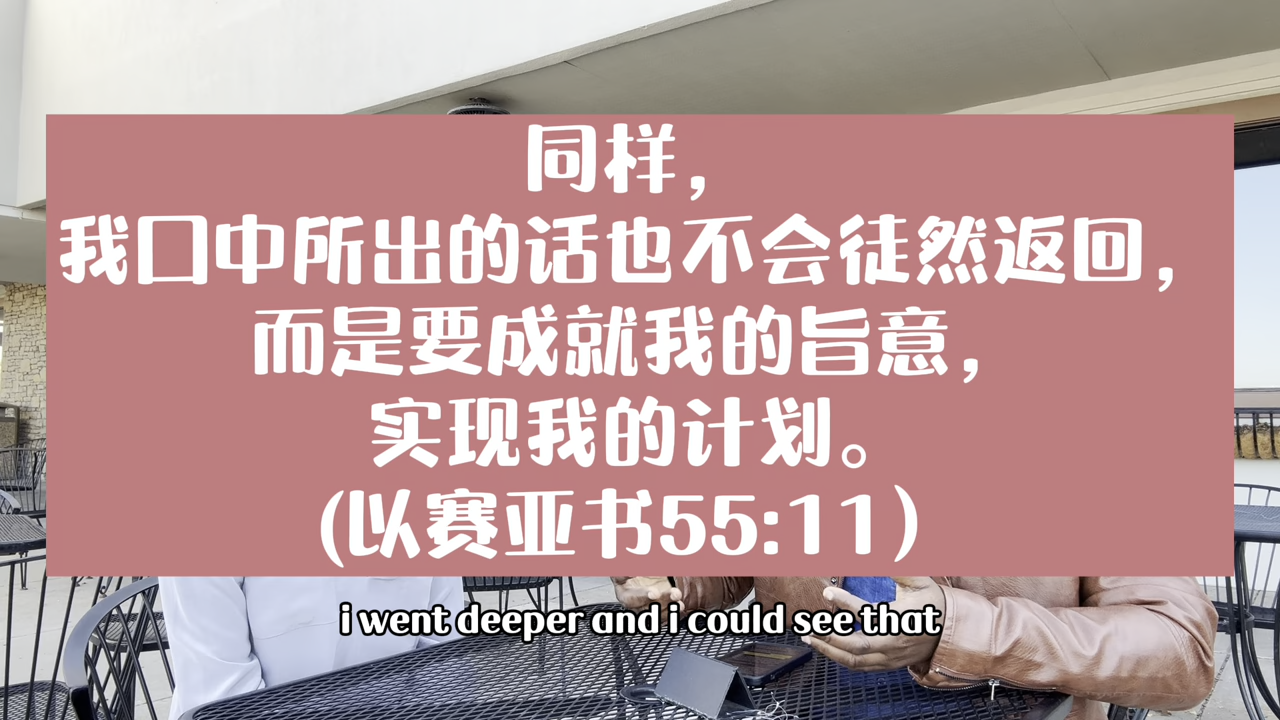 同样，
我口中所出的话也不会徒然返回，
而是要成就我的旨意，
实现我的计划。
(以赛亚书55:11）
i went deeper and i could see that